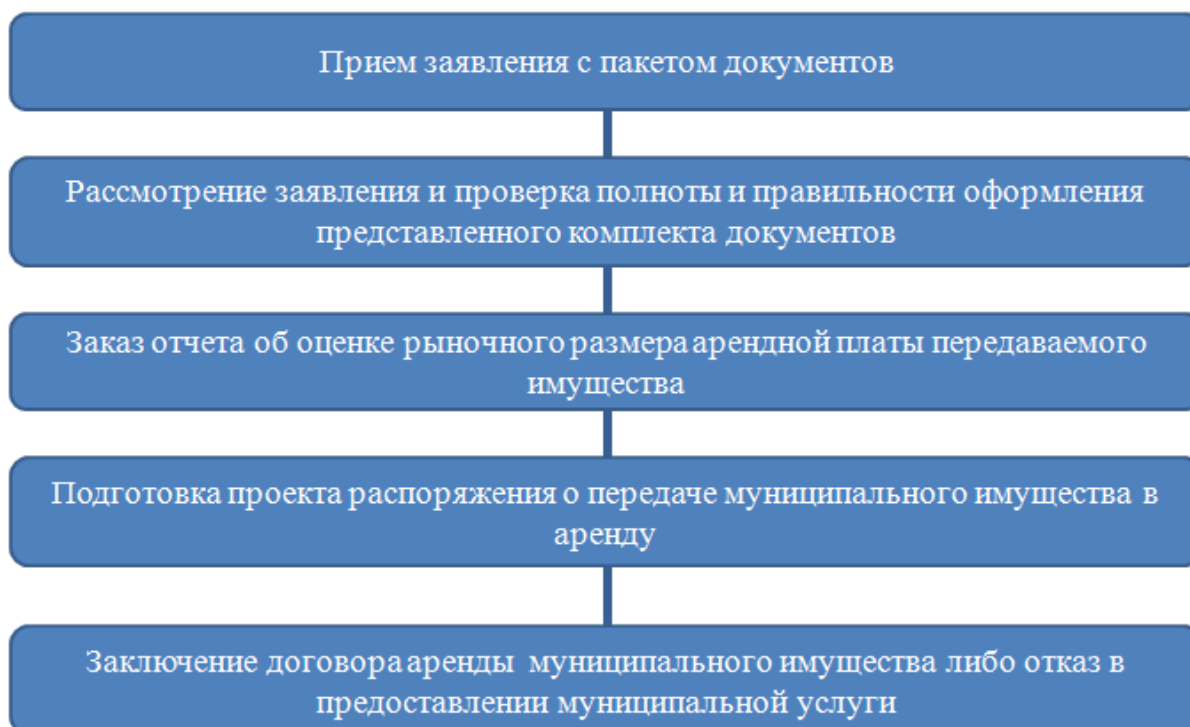 Прием заявления с пакетом документов
Рассмотрение заявления и проверка полноты и правильности оформления
представленного комплекта документов
Заказ отчета об оценке рыночного размера арендной платы передаваемого
имущества
Подготовка проекта распоряжения о передаче муниципального имущества в
аренду
Заключение договора аренды муниципального имущества либо отказ в
предоставлении муниципальной услуги